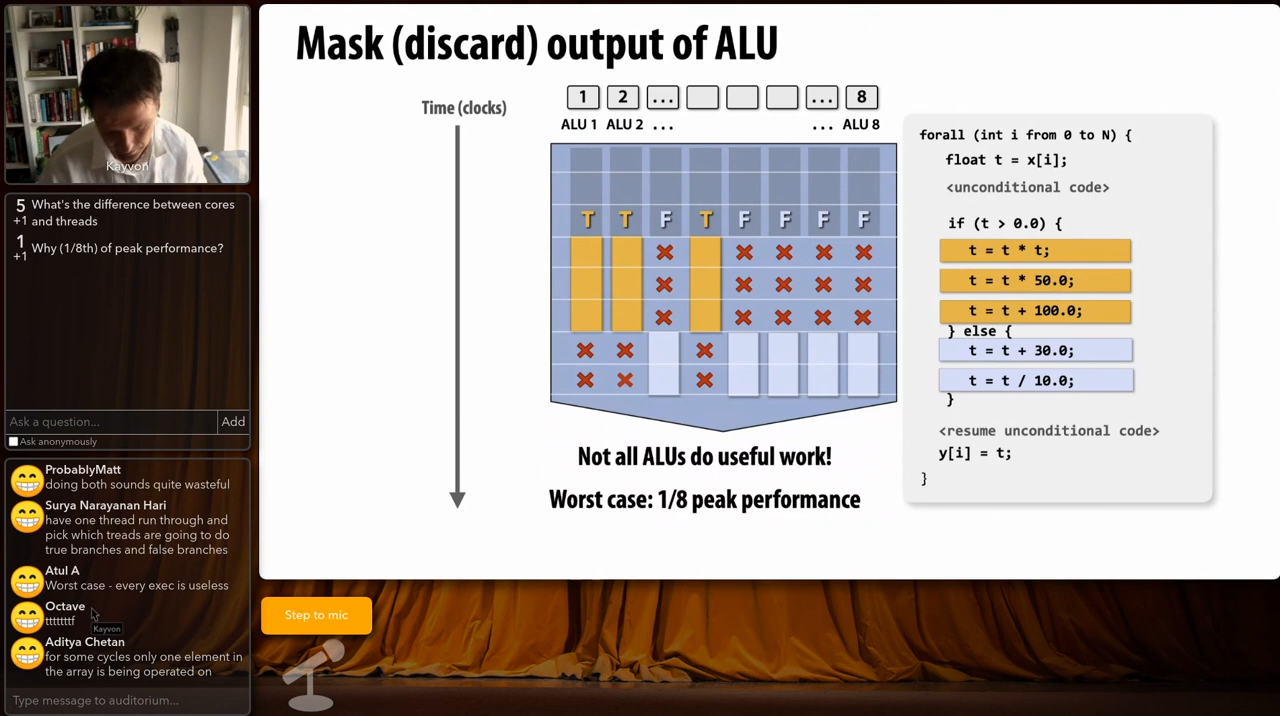 Kayvon
5 What's the difference between cores
+1 and threads
1 Why (1/8th) of peak performance?
+1
Ask a question...
Add
Ask anonymously
ProbablyMatt
doing both sounds quite wasteful
Surya Narayanan Hari
have one thread run through and
pick which treads are going to do
true branches and false branches
Atul A
Worst case - every exec is useless
Octave
tttttttf
Kayvon
Aditya Chetan
for some cycles only one element in
the array is being operated on
Type message to auditorium...
Mask (discard) output of ALU
Time (clocks)
1 2 ... ... 8
ALU 1 ALU 2 ... ... ALU 8
T T F T F F F F
Not all ALUs do useful work!
Worst case: 1/8 peak performance
forall (int i from 0 to N) {
float t = x[i];
<unconditional code>
if (t > 0.0) {
t = t * t;
t = t * 50.0;
t = t + 100.0;
} else {
t = t + 30.0;
t = t / 10.0;
}
<resume unconditional code>
y[i] = t;
}
Step to mic